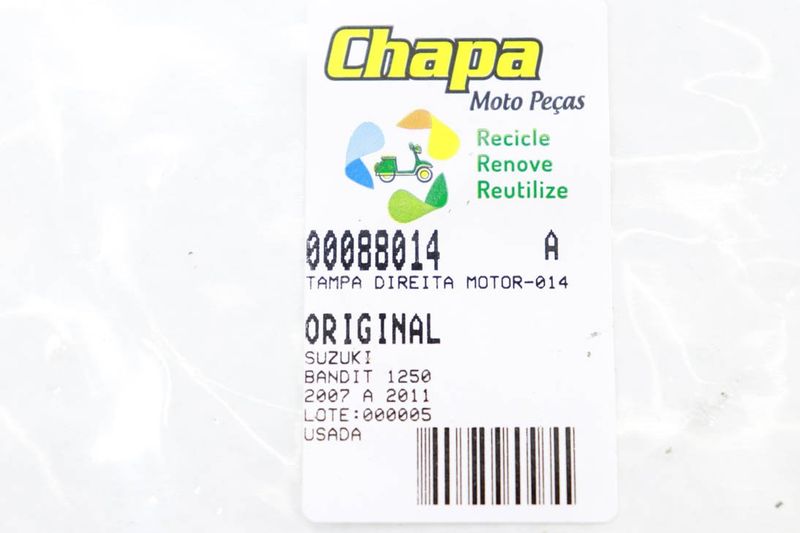 Chapa
Moto Peças
Recicle
Renove
Reutilize
00088014 A
TAMPA DIREITA MOTOR-014
ORIGINAL
SUZUKI
BANDIT 1250
2007 A 2011
LOTE:000005
USADA